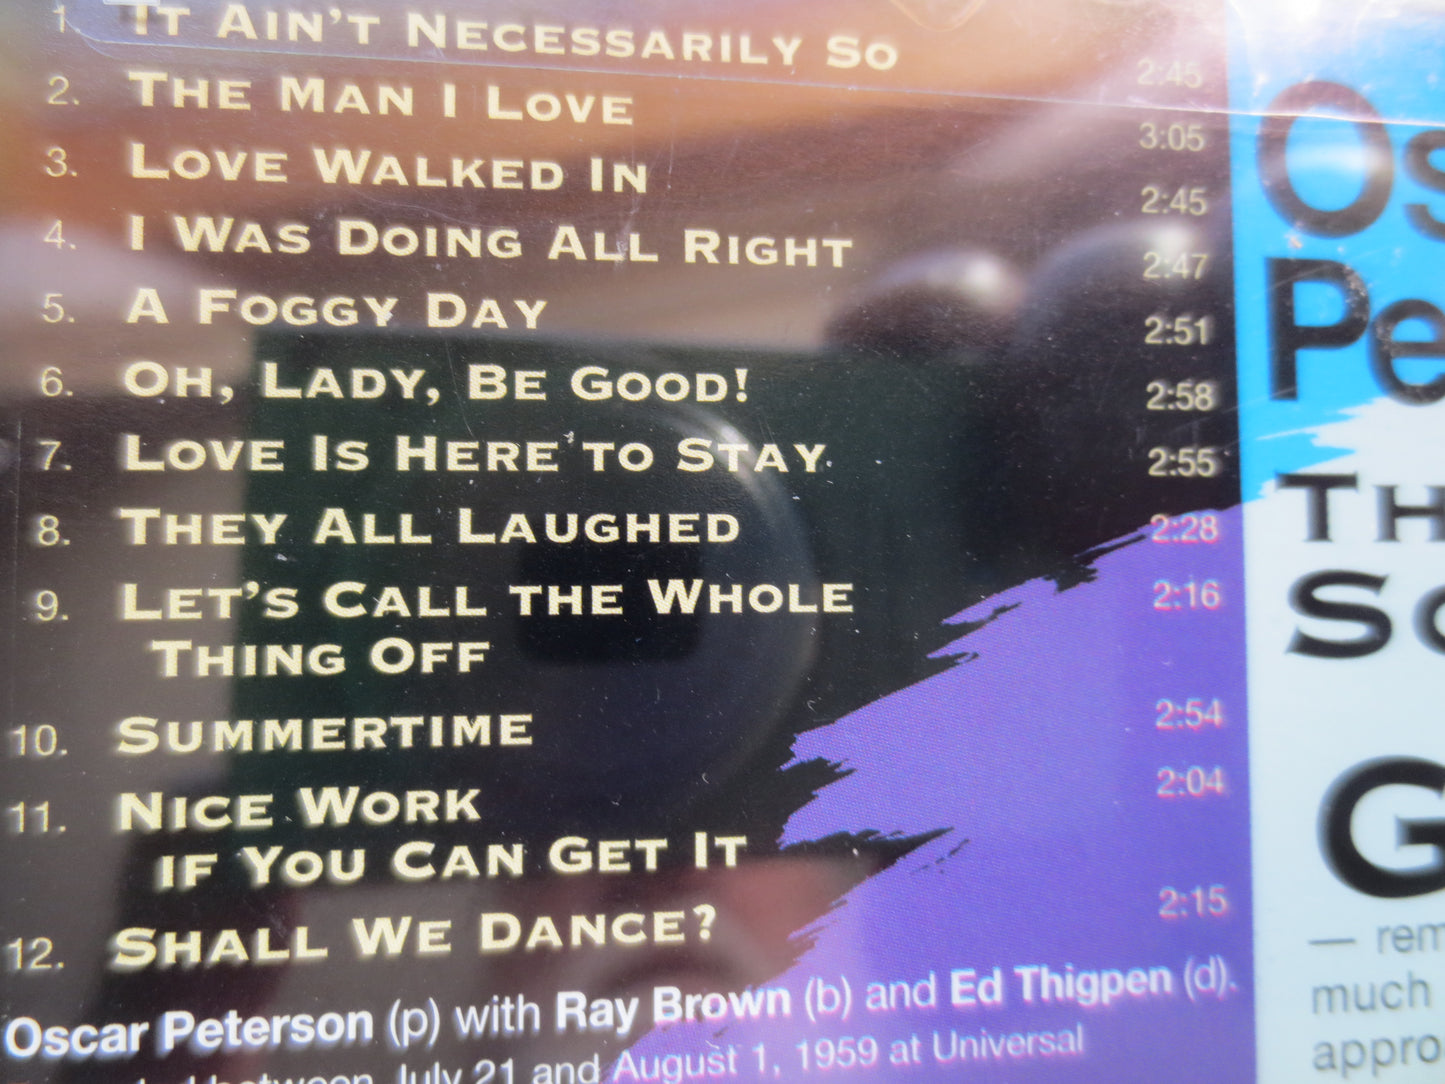 1. IT AIN'T NECESSARILY SO 2:45
2. THE MAN I LOVE 3:05
3. LOVE WALKED IN 2:45
4. I WAS DOING ALL RIGHT 2:47
5. A FOGGY DAY 2:51
6. OH, LADY, BE GOOD! 2:58
7. LOVE IS HERE TO STAY 2:55
8. THEY ALL LAUGHED 2:28
9. LET'S CALL THE WHOLE 2:16
THING OFF
10. SUMMERTIME 2:54
11. NICE WORK 2:04
IF YOU CAN GET IT
12. SHALL WE DANCE? 2:15
Oscar Peterson (p) with Ray Brown (b) and Ed Thigpen (d).
between July 21 and August 1, 1959 at Universal
Os
Pe
TH
SO
G
— rem
much
appro